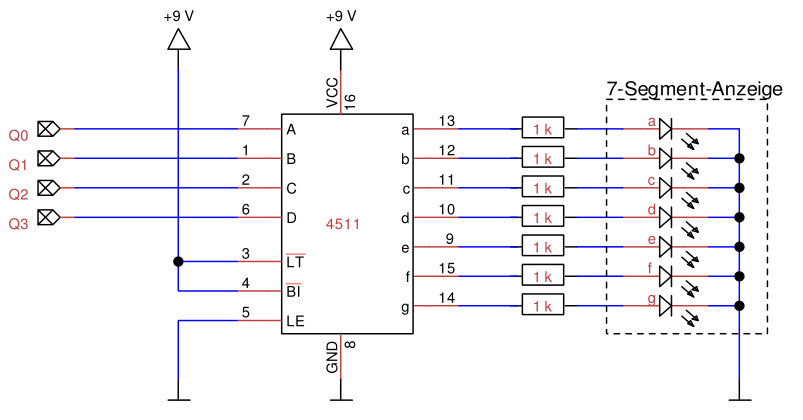 +9 V
+9 V
7-Segment-Anzeige
VCC
16
Q0
7
A
a
13
1 k
a
Q1
1
B
b
12
1 k
b
Q2
2
C
c
11
1 k
c
Q3
6
D
d
10
1 k
d
4511
e
9
1 k
e
3
LT
f
15
1 k
f
4
BI
g
14
1 k
g
5
LE
GND
8